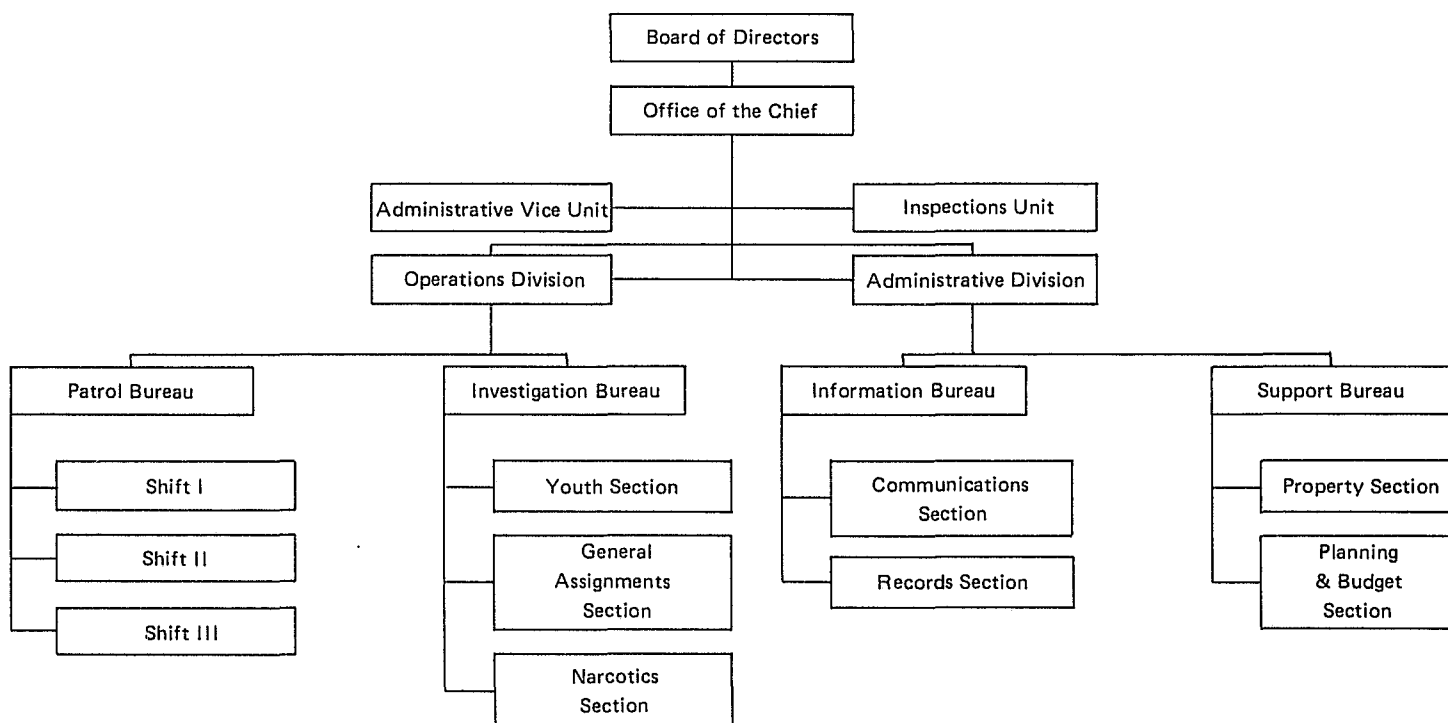 Board of Directors
Office of the Chief
Administrative Vice Unit
Inspections Unit
Operations Division
Administrative Division
Patrol Bureau
Investigation Bureau
Information Bureau
Support Bureau
Shift I
Shift II
Shift III
Youth Section
General
Assignments
Section
Narcotics
Section
Communications
Section
Records Section
Property Section
Planning
& Budget
Section